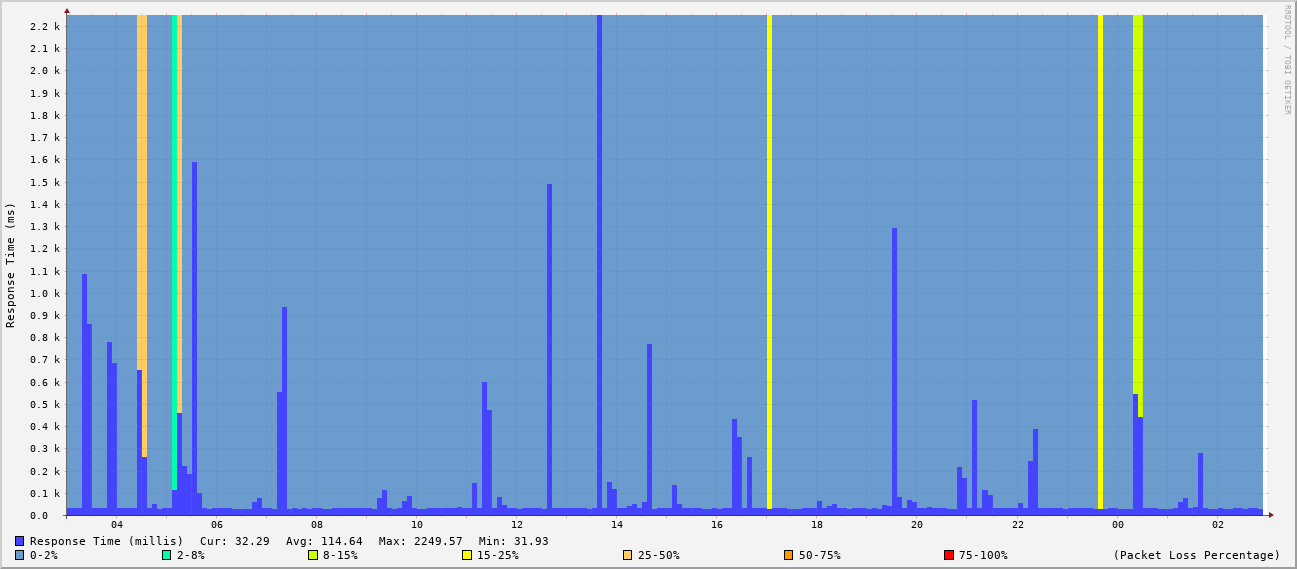 RRDTOOL / TOBI OETIKER
Response Time (ms)
2.2 k
2.1 k
2.0 k
1.9 k
1.8 k
1.7 k
1.6 k
1.5 k
1.4 k
1.3 k
1.2 k
1.1 k
1.0 k
0.9 k
0.8 k
0.7 k
0.6 k
0.5 k
0.4 k
0.3 k
0.2 k
0.1 k
0.0
04 06 08 10 12 14 16 18 20 22 00 02
Response Time (millis) Cur: 32.29 Avg: 114.64 Max: 2249.57 Min: 31.93
0-2% 2-8% 8-15% 15-25% 25-50% 50-75% 75-100% (Packet Loss Percentage)